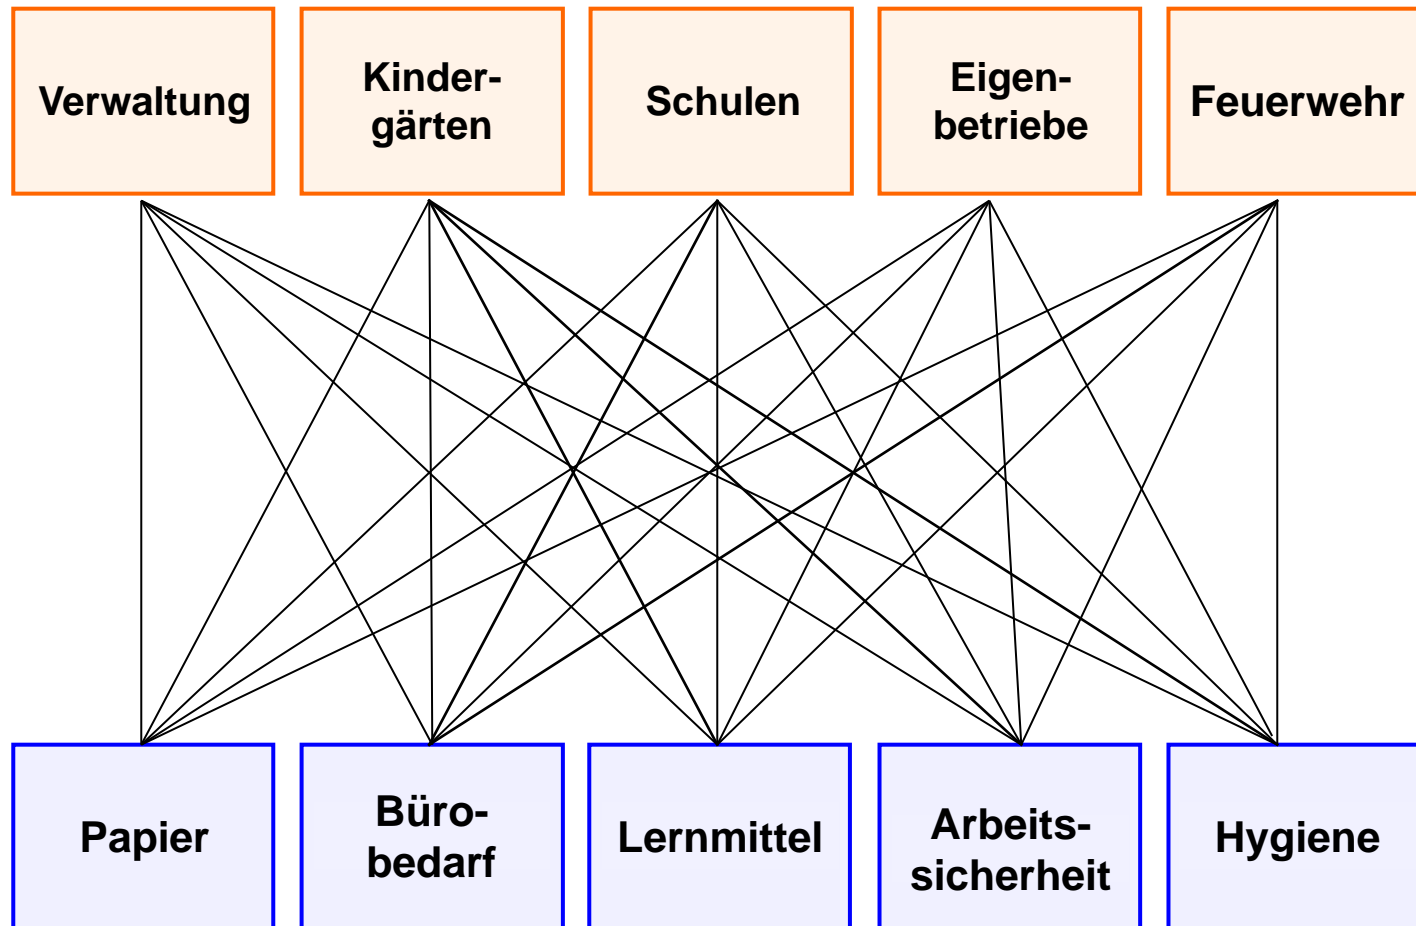 Verwaltung
Kinder-
gärten
Schulen
Eigen-
betriebe
Feuerwehr
Papier
Büro-
bedarf
Lernmittel
Arbeits-
sicherheit
Hygiene